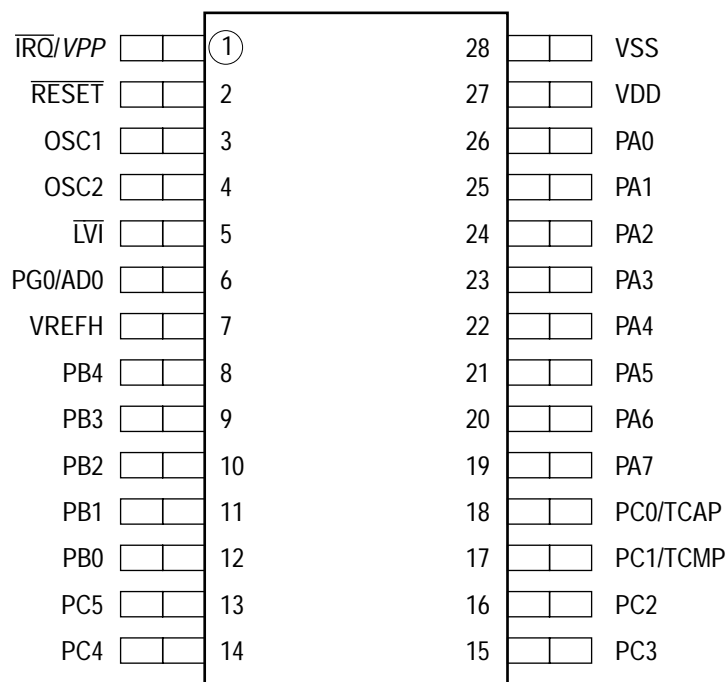 I̅R̅Q̅/VPP 1 28 VSS
R̅E̅S̅E̅T̅ 2 27 VDD
OSC1 3 26 PA0
OSC2 4 25 PA1
L̅V̅I̅ 5 24 PA2
PG0/AD0 6 23 PA3
VREFH 7 22 PA4
PB4 8 21 PA5
PB3 9 20 PA6
PB2 10 19 PA7
PB1 11 18 PC0/TCAP
PB0 12 17 PC1/TCMP
PC5 13 16 PC2
PC4 14 15 PC3